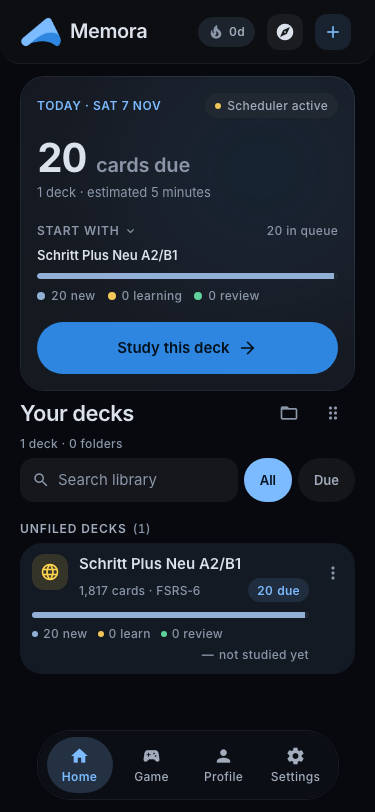 Memora
0d
TODAY · SAT 7 NOV
Scheduler active
20 cards due
1 deck · estimated 5 minutes
START WITH
20 in queue
Schritt Plus Neu A2/B1
20 new
0 learning
0 review
Study this deck
Your decks
1 deck · 0 folders
Search library
All
Due
UNFILED DECKS (1)
Schritt Plus Neu A2/B1
1,817 cards · FSRS-6
20 due
20 new
0 learn
0 review
— not studied yet
Home
Game
Profile
Settings